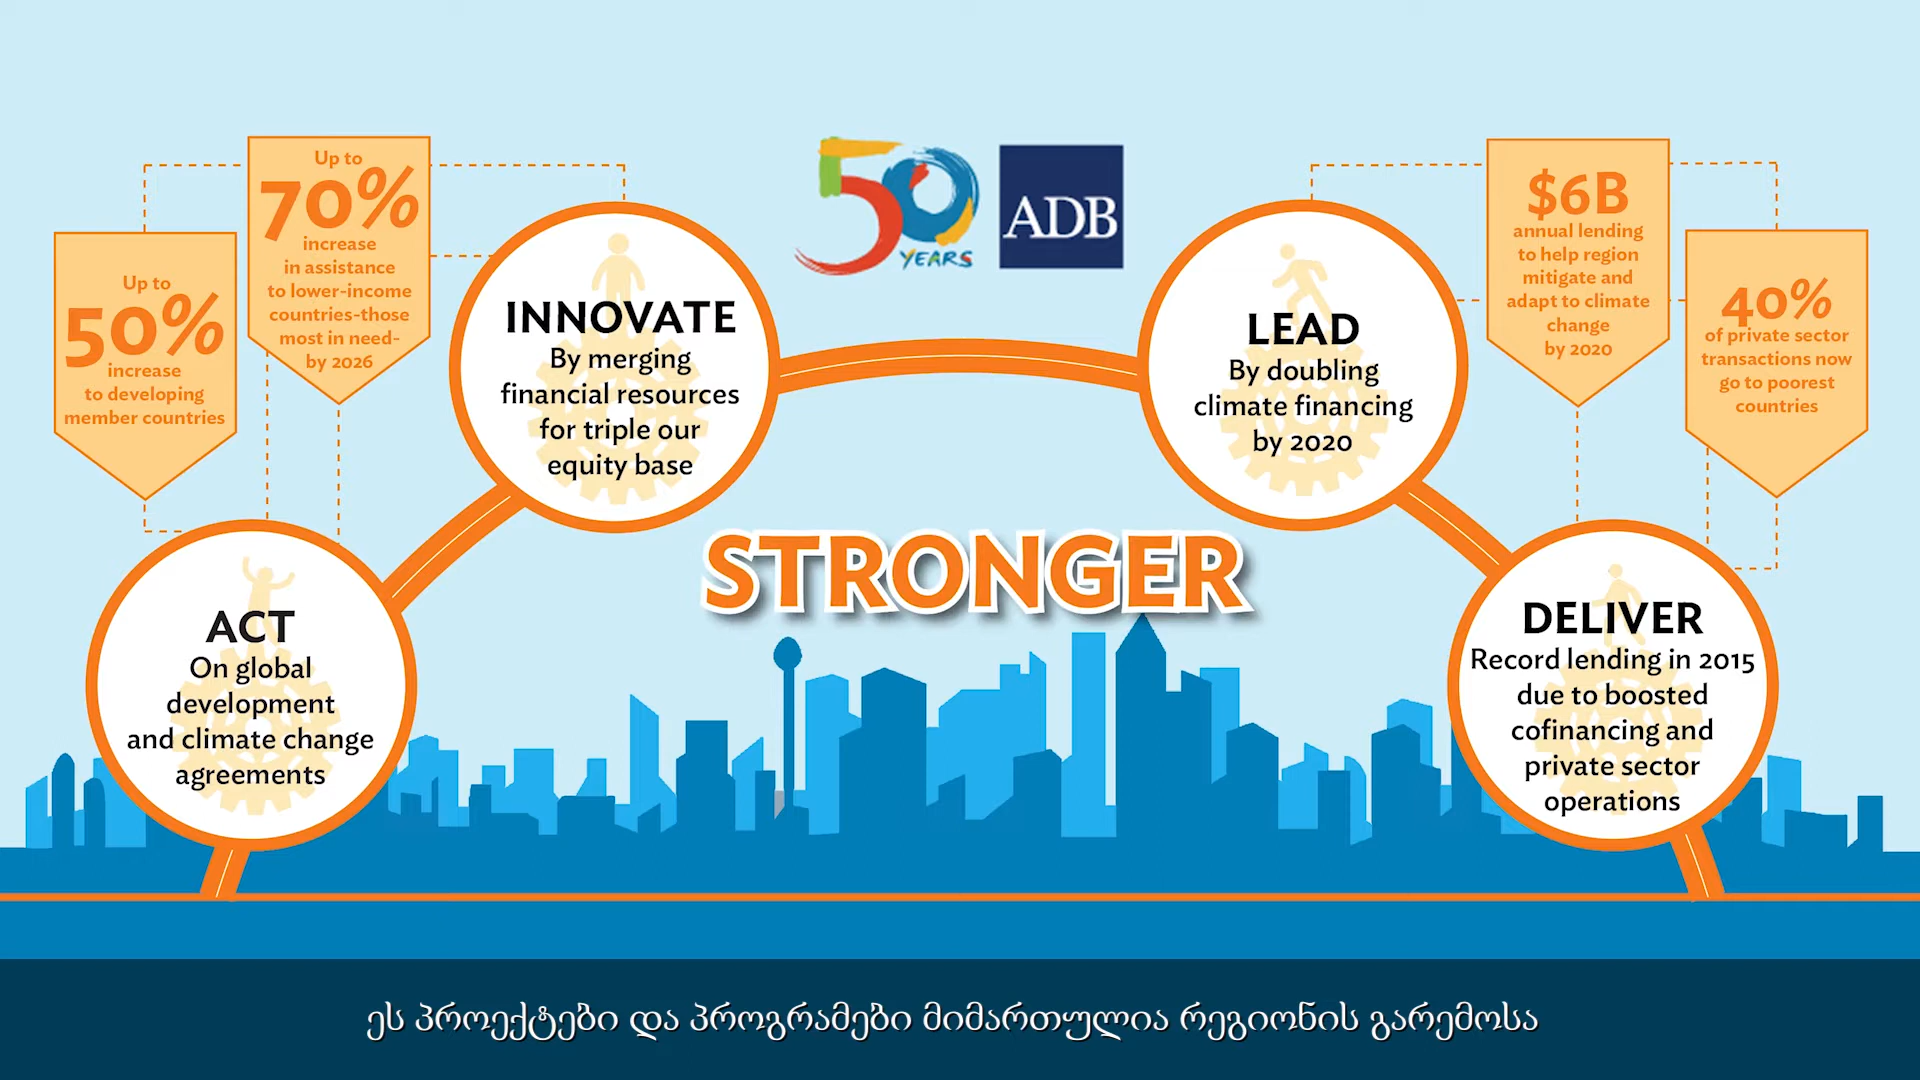 Up to
50%
increase
to developing
member countries
Up to
70%
increase
in assistance
to lower-income
countries-those
most in need-
by 2026
INNOVATE
By merging
financial resources
for triple our
equity base
50
YEARS
ADB
LEAD
By doubling
climate financing
by 2020
$6B
annual lending
to help region
mitigate and
adapt to climate
change
by 2020
40%
of private sector
transactions now
go to poorest
countries
STRONGER
ACT
On global
development
and climate change
agreements
DELIVER
Record lending in 2015
due to boosted
cofinancing and
private sector
operations
ეს პროექტები და პროგრამები მიმართულია რეგიონის გარემოსა